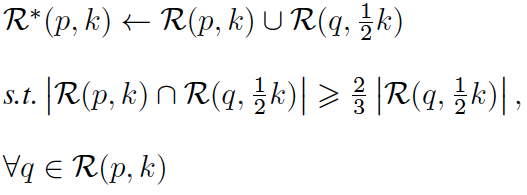 ℛ*(p, k) ← ℛ(p, k) ∪ ℛ(q, ½k)
s.t. |ℛ(p, k) ∩ ℛ(q, ½k)| ⩾ ⅔ |ℛ(q, ½k)| ,
∀q ∈ ℛ(p, k)